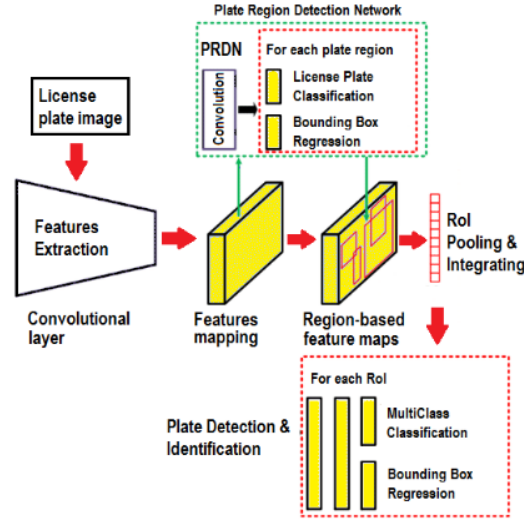 Plate Region Detection Network
PRDN
For each plate region
Convolution
License Plate
Classification
Bounding Box
Regression
License
plate image
Features
Extraction
RoI
Pooling &
Integrating
Convolutional
layer
Features
mapping
Region-based
feature maps
For each RoI
Plate Detection &
Identification
MultiClass
Classification
Bounding Box
Regression